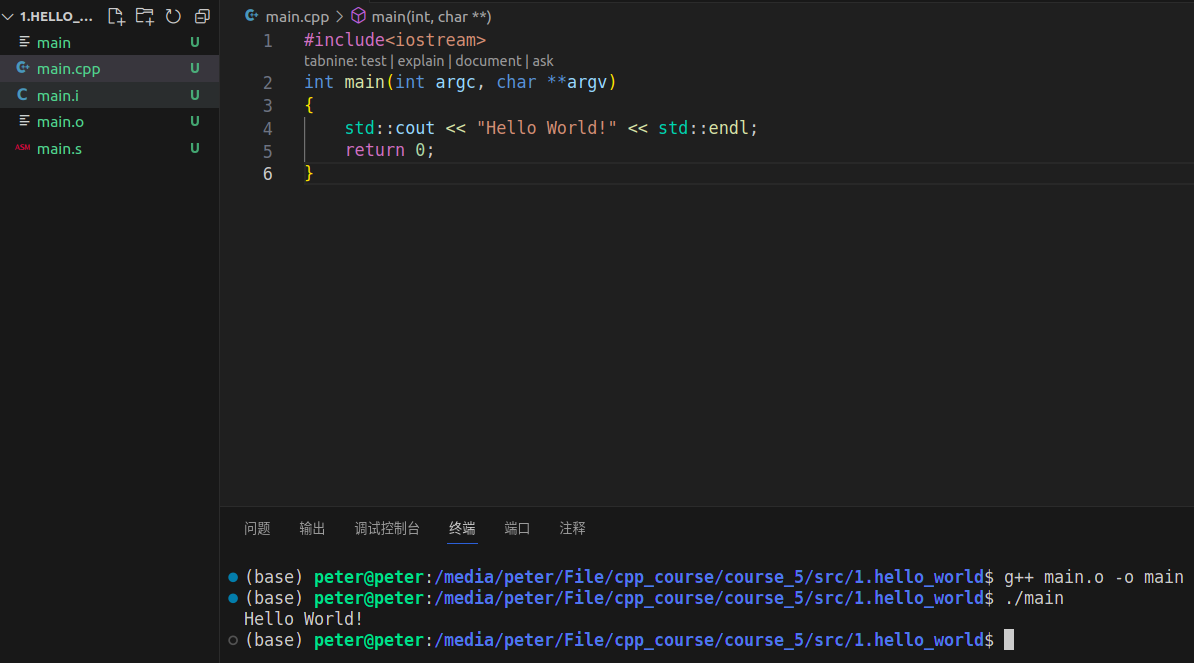 1.HELLO_...
main U
main.cpp U
main.i U
main.o U
ASM main.s U
main.cpp > main(int, char **)
1 #include<iostream>
tabnine: test | explain | document | ask
2 int main(int argc, char **argv)
3 {
4 std::cout << "Hello World!" << std::endl;
5 return 0;
6 }
问题 输出 调试控制台 终端 端口 注释
(base) peter@peter:/media/peter/File/cpp_course/course_5/src/1.hello_world$ g++ main.o -o main
(base) peter@peter:/media/peter/File/cpp_course/course_5/src/1.hello_world$ ./main
Hello World!
(base) peter@peter:/media/peter/File/cpp_course/course_5/src/1.hello_world$